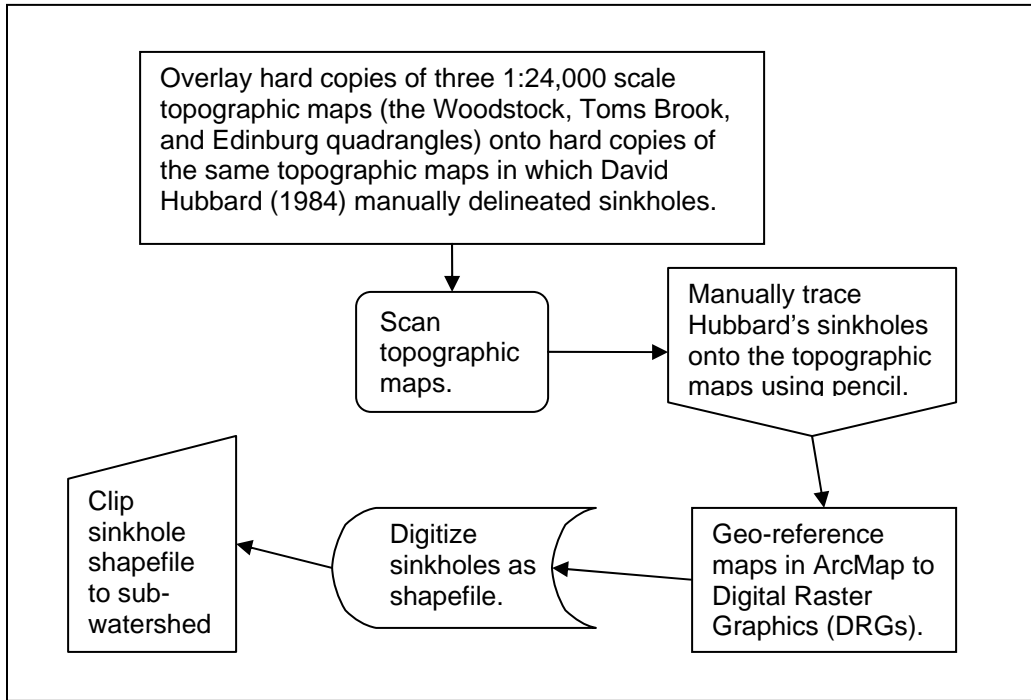 Overlay hard copies of three 1:24,000 scale
topographic maps (the Woodstock, Toms Brook,
and Edinburg quadrangles) onto hard copies of
the same topographic maps in which David
Hubbard (1984) manually delineated sinkholes.
Scan
topographic
maps.
Manually trace
Hubbard's sinkholes
onto the topographic
maps using pencil.
Geo-reference
maps in ArcMap to
Digital Raster
Graphics (DRGs).
Digitize
sinkholes as
shapefile.
Clip
sinkhole
shapefile
to sub-
watershed